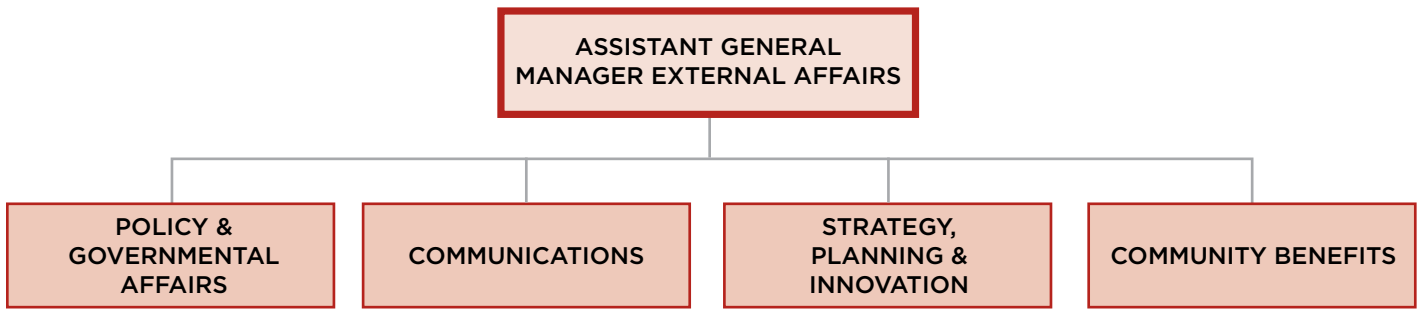 ASSISTANT GENERAL
MANAGER EXTERNAL AFFAIRS
POLICY &
GOVERNMENTAL
AFFAIRS
COMMUNICATIONS
STRATEGY,
PLANNING &
INNOVATION
COMMUNITY BENEFITS